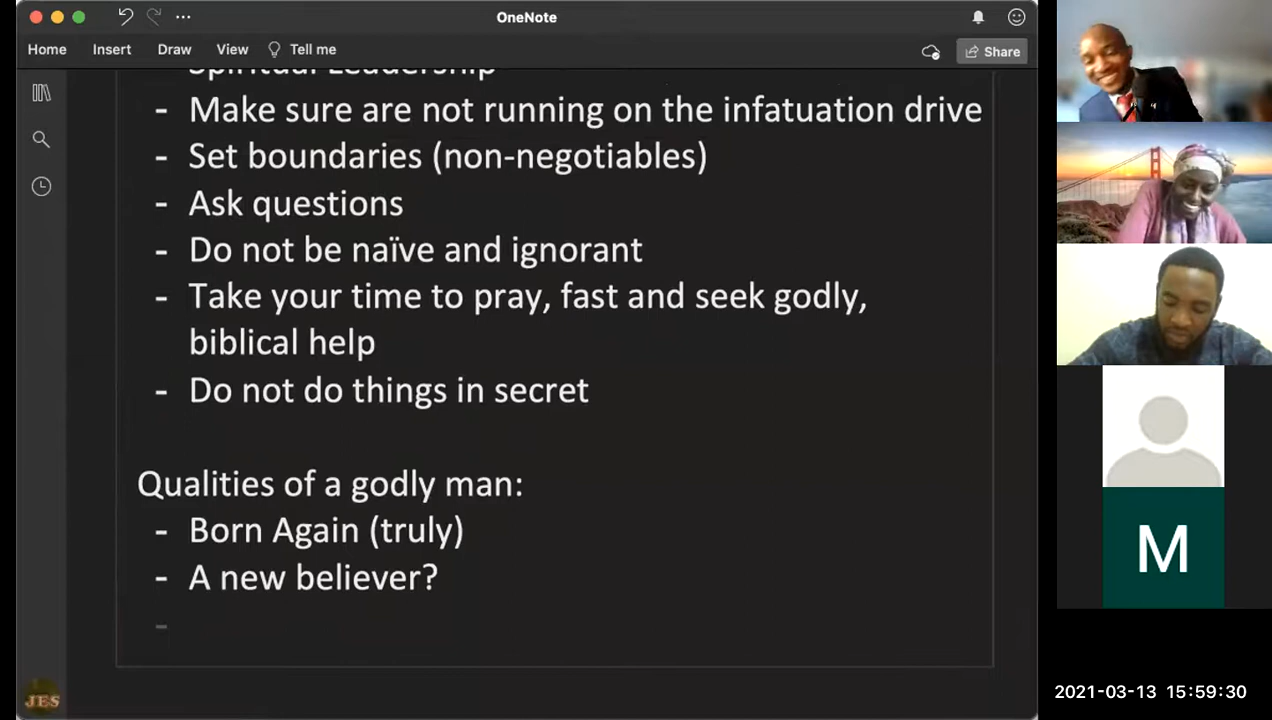 OneNote
Home Insert Draw View Tell me Share
Spiritual Leadership
- Make sure are not running on the infatuation drive
- Set boundaries (non-negotiables)
- Ask questions
- Do not be naïve and ignorant
- Take your time to pray, fast and seek godly,
biblical help
- Do not do things in secret
Qualities of a godly man:
- Born Again (truly)
- A new believer?
-
M
JES
2021-03-13 15:59:30